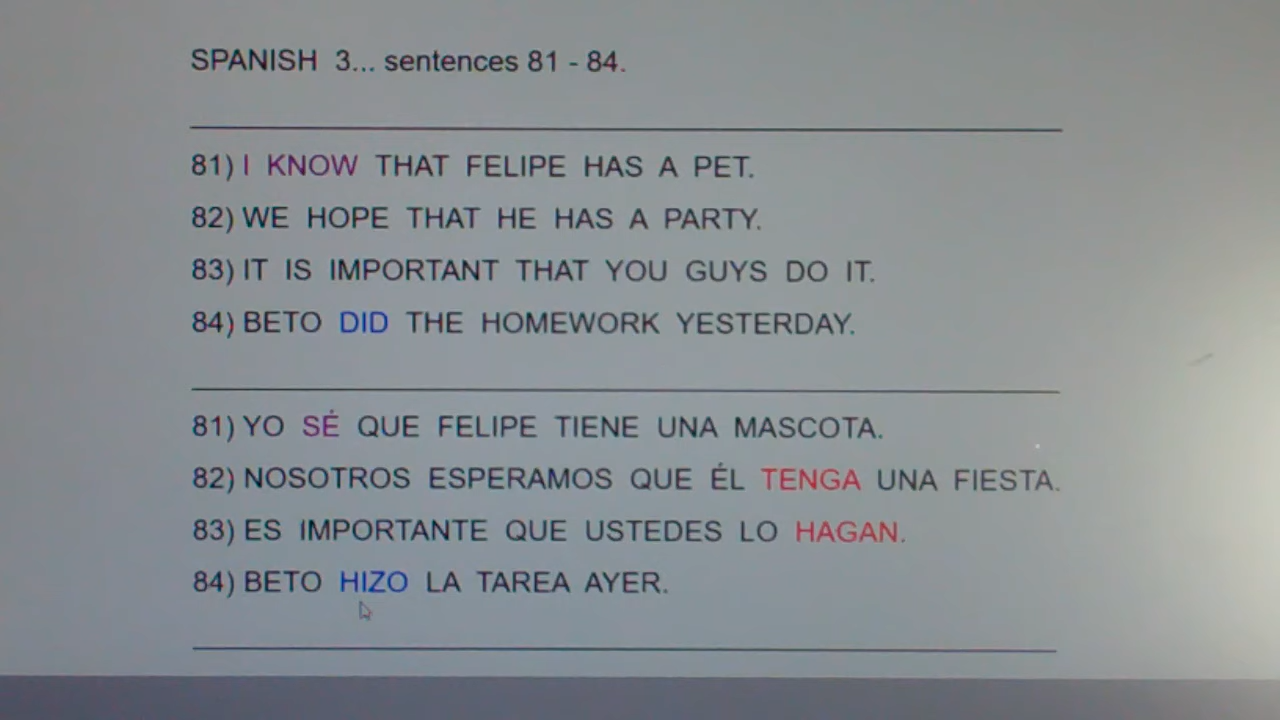 SPANISH 3... sentences 81 - 84.
81) I KNOW THAT FELIPE HAS A PET.
82) WE HOPE THAT HE HAS A PARTY.
83) IT IS IMPORTANT THAT YOU GUYS DO IT.
84) BETO DID THE HOMEWORK YESTERDAY.
81) YO SÉ QUE FELIPE TIENE UNA MASCOTA.
82) NOSOTROS ESPERAMOS QUE ÉL TENGA UNA FIESTA.
83) ES IMPORTANTE QUE USTEDES LO HAGAN.
84) BETO HIZO LA TAREA AYER.